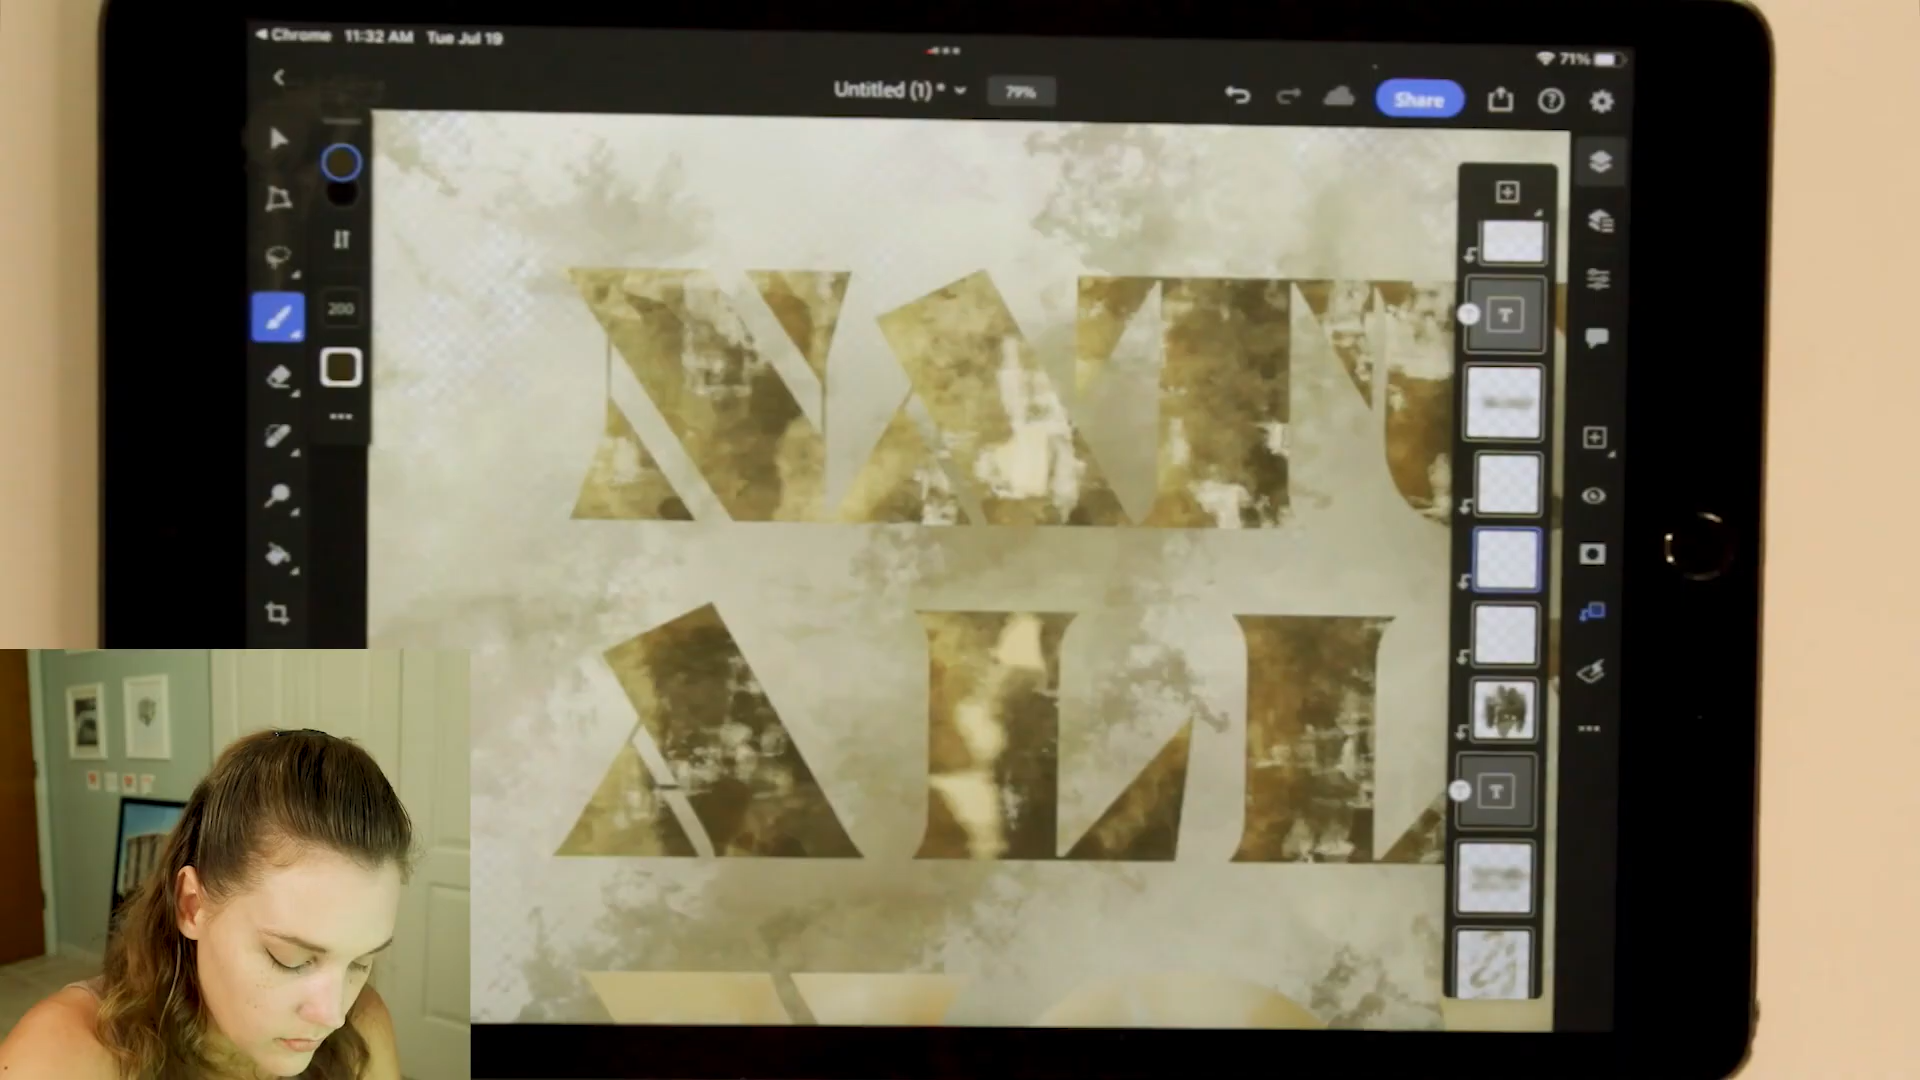 Chrome 11:32 AM Tue Jul 19
71%
Untitled (1) * 79% Share
200
NATU
ALL
T
T